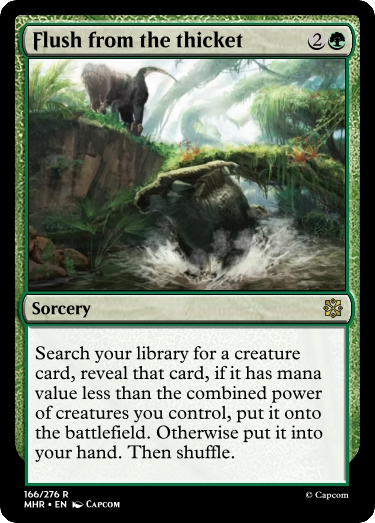 Flush from the thicket 2
Sorcery
Search your library for a creature
card, reveal that card, if it has mana
value less than the combined power
of creatures you control, put it onto
the battlefield. Otherwise put it into
your hand. Then shuffle.
166/276 R
MHR • EN CAPCOM
© Capcom